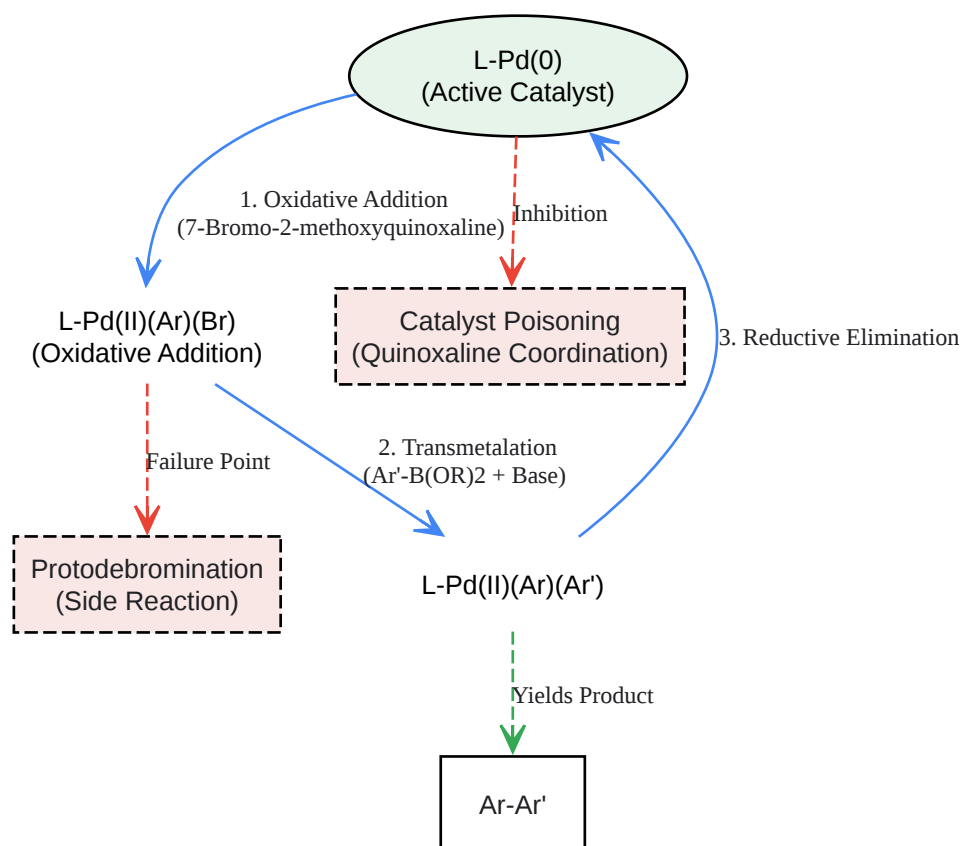 L-Pd(0)
(Active Catalyst)
1. Oxidative Addition
(7-Bromo-2-methoxyquinoxaline)
Inhibition
L-Pd(II)(Ar)(Br)
(Oxidative Addition)
Catalyst Poisoning
(Quinoxaline Coordination)
3. Reductive Elimination
Failure Point
2. Transmetalation
(Ar'-B(OR)2 + Base)
Protodebromination
(Side Reaction)
L-Pd(II)(Ar)(Ar')
Yields Product
Ar-Ar'